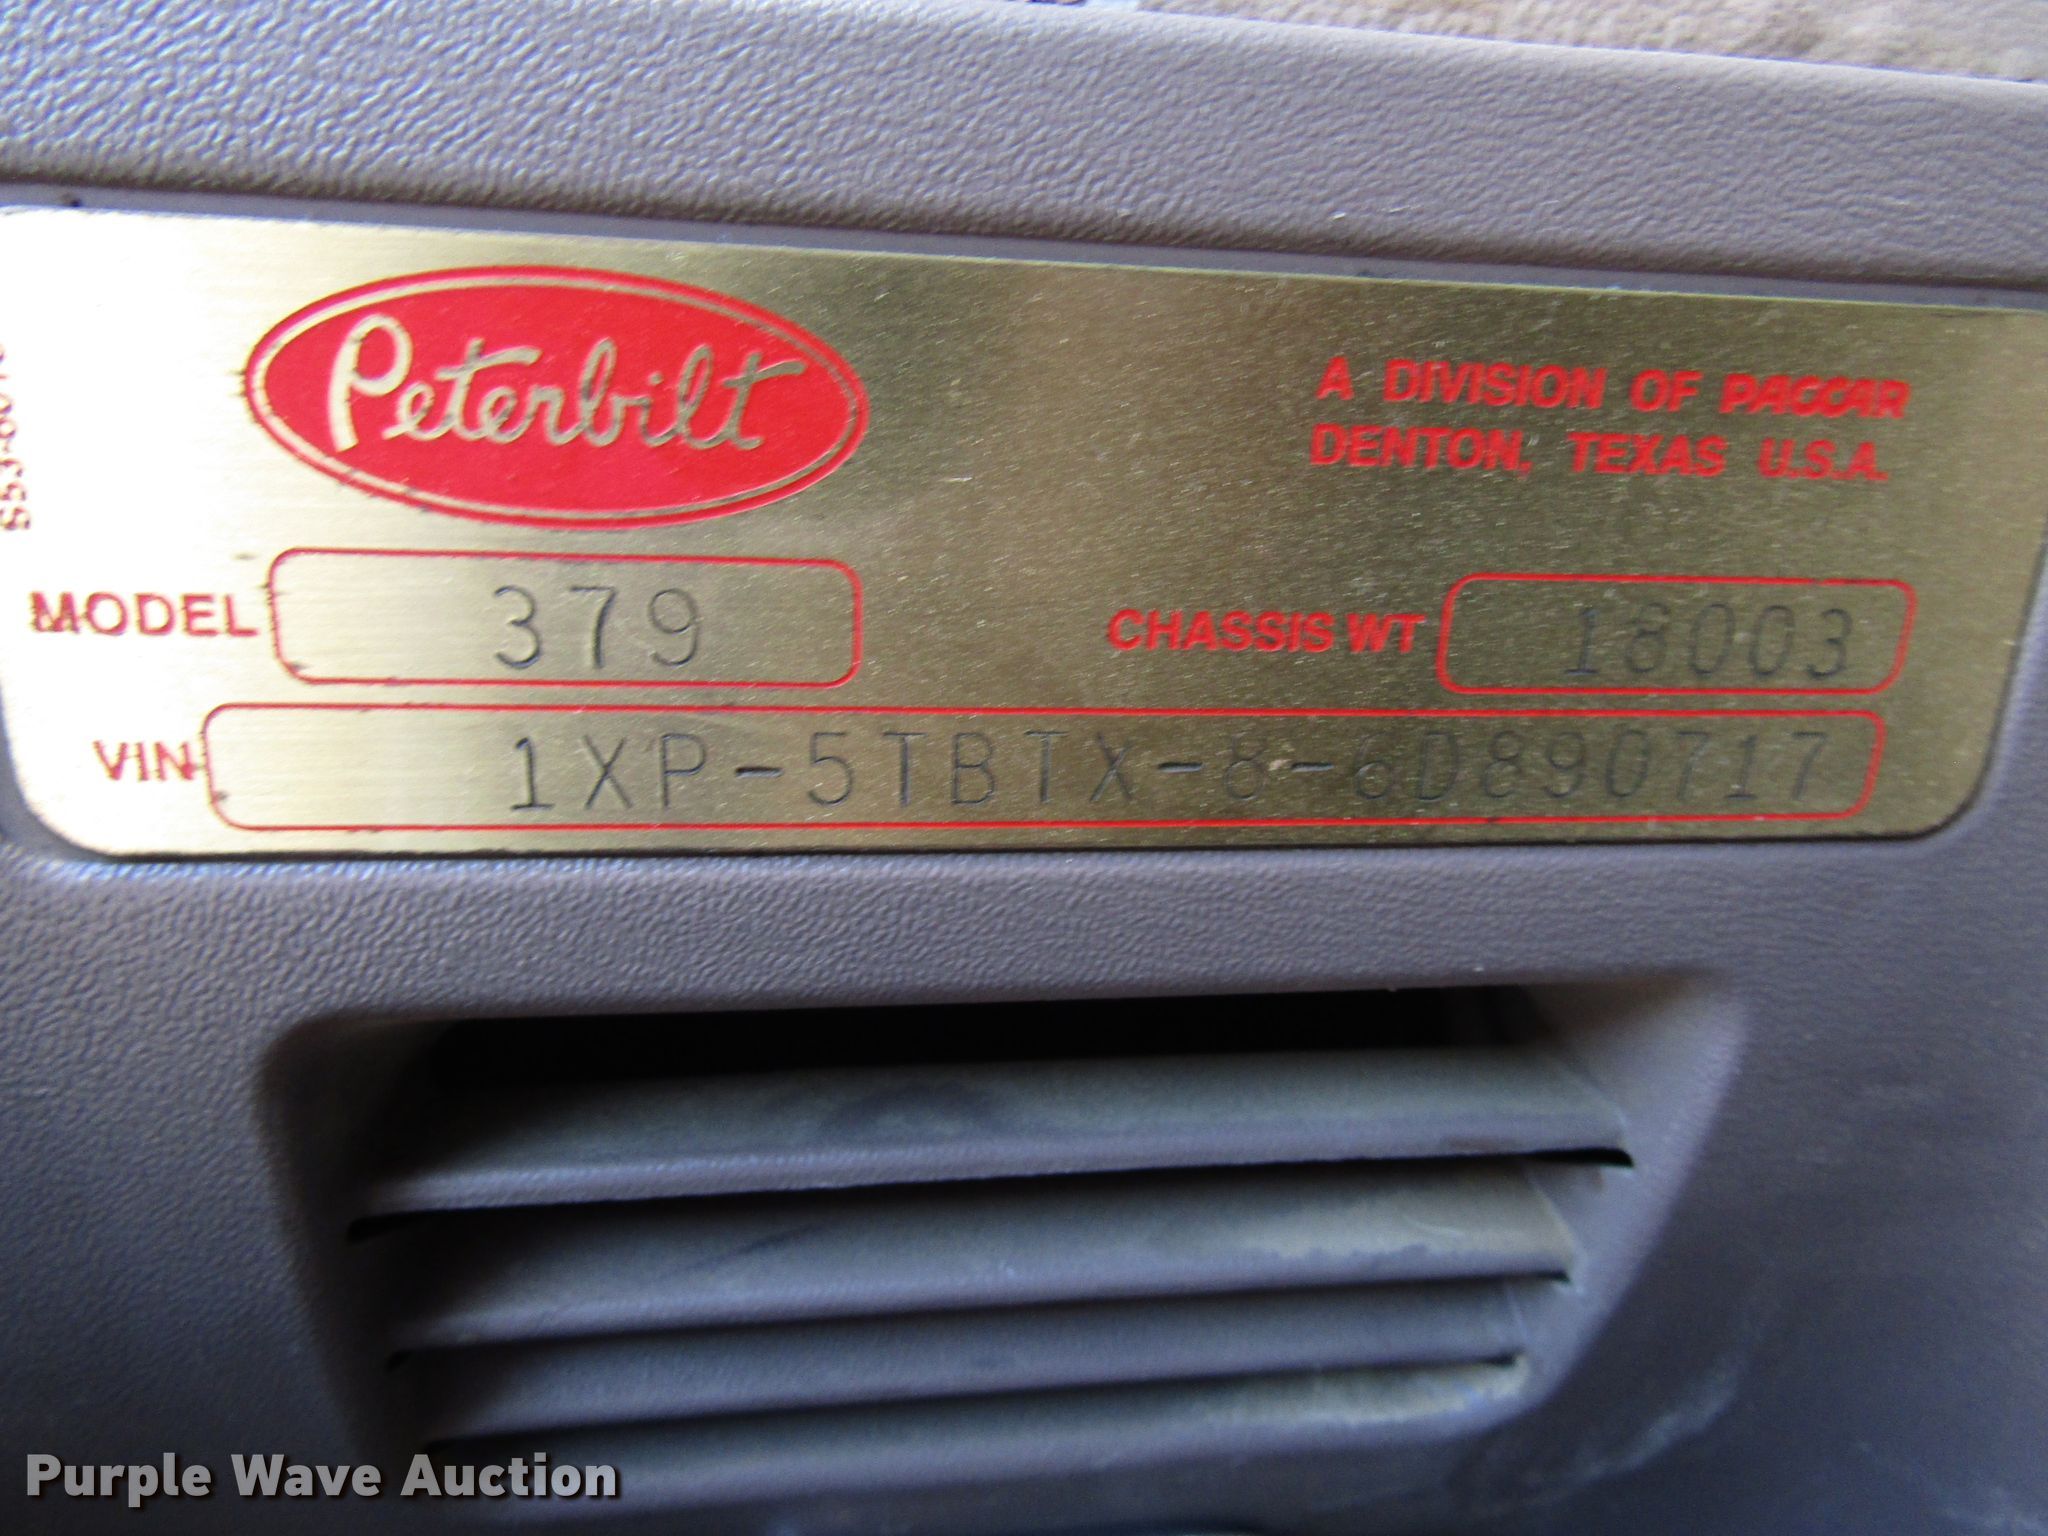 Peterbilt
A DIVISION OF PACCAR
DENTON, TEXAS U.S.A.
MODEL 379
CHASSIS WT 18003
VIN 1XP-5TBTX-8-6D890717
Purple Wave Auction